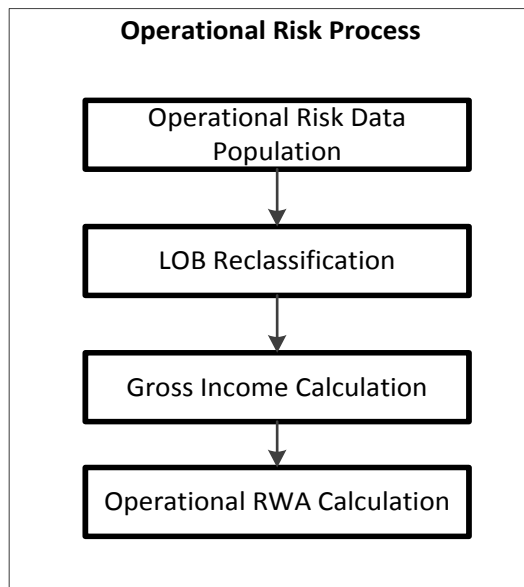 Operational Risk Process
Operational Risk Data
Population
LOB Reclassification
Gross Income Calculation
Operational RWA Calculation